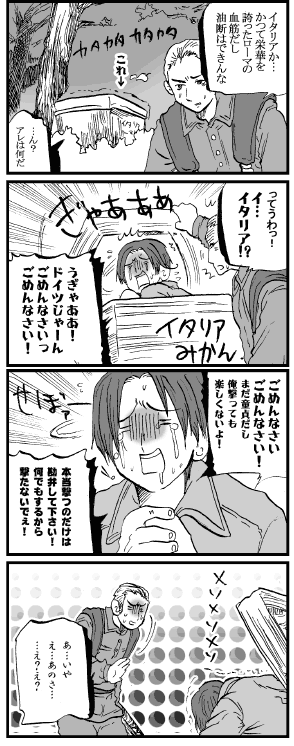 イタリアか…
かつて栄華を
誇ったローマの
血筋だし
油断はできんな
カタカタカタカタ
これ→
…ん?
アレは何だ
ってうわっ!
イ…
イタリア!?
ぎゃあああ
うぎゃああ!
ドイツじゃーん
ごめんなさいっ
ごめんなさい!
イタリア
みかん
ごめんなさい
ごめんなさい!
まだ童貞だし
俺撃っても
楽しくないよ!
本当撃つのだけは
勘弁して下さい!
何でもするから
撃たないでぇ!
メソメソメソ
あ…いや
え…あのさ…
…え?…え?